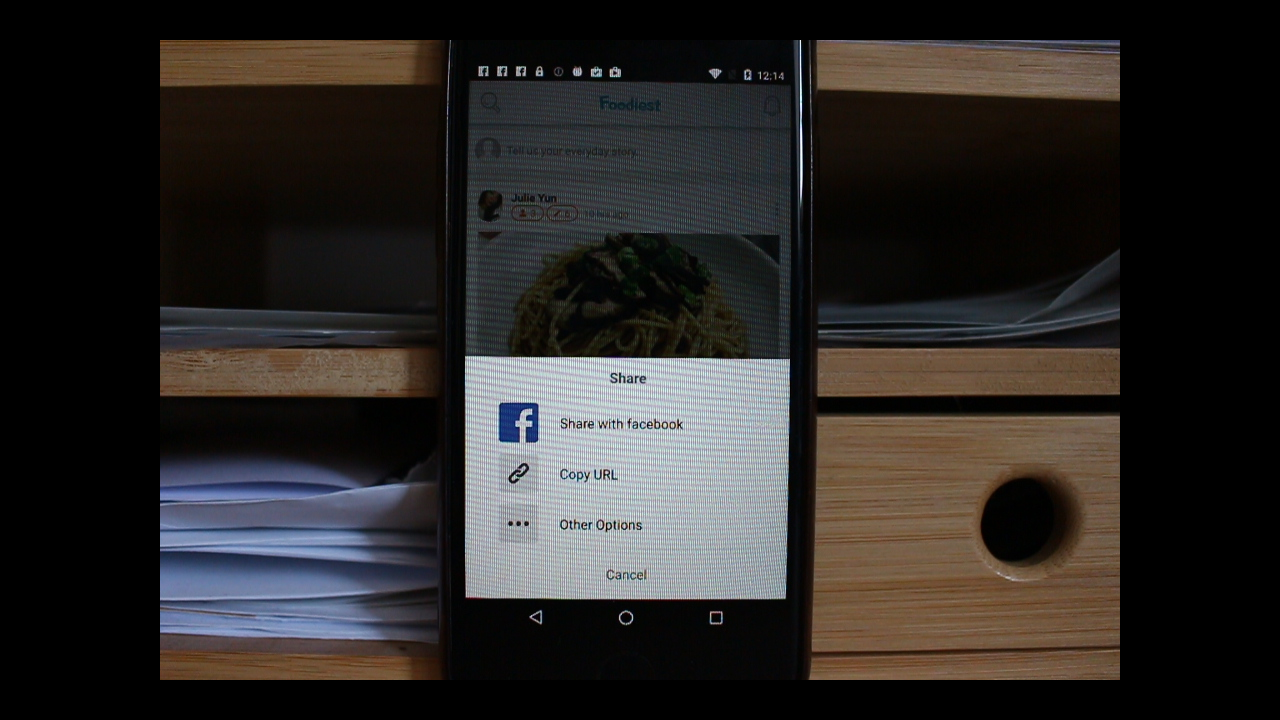 12:14
Foodiest
Tell us your everyday story.
Julie Yun
Share
Share with facebook
Copy URL
Other Options
Cancel